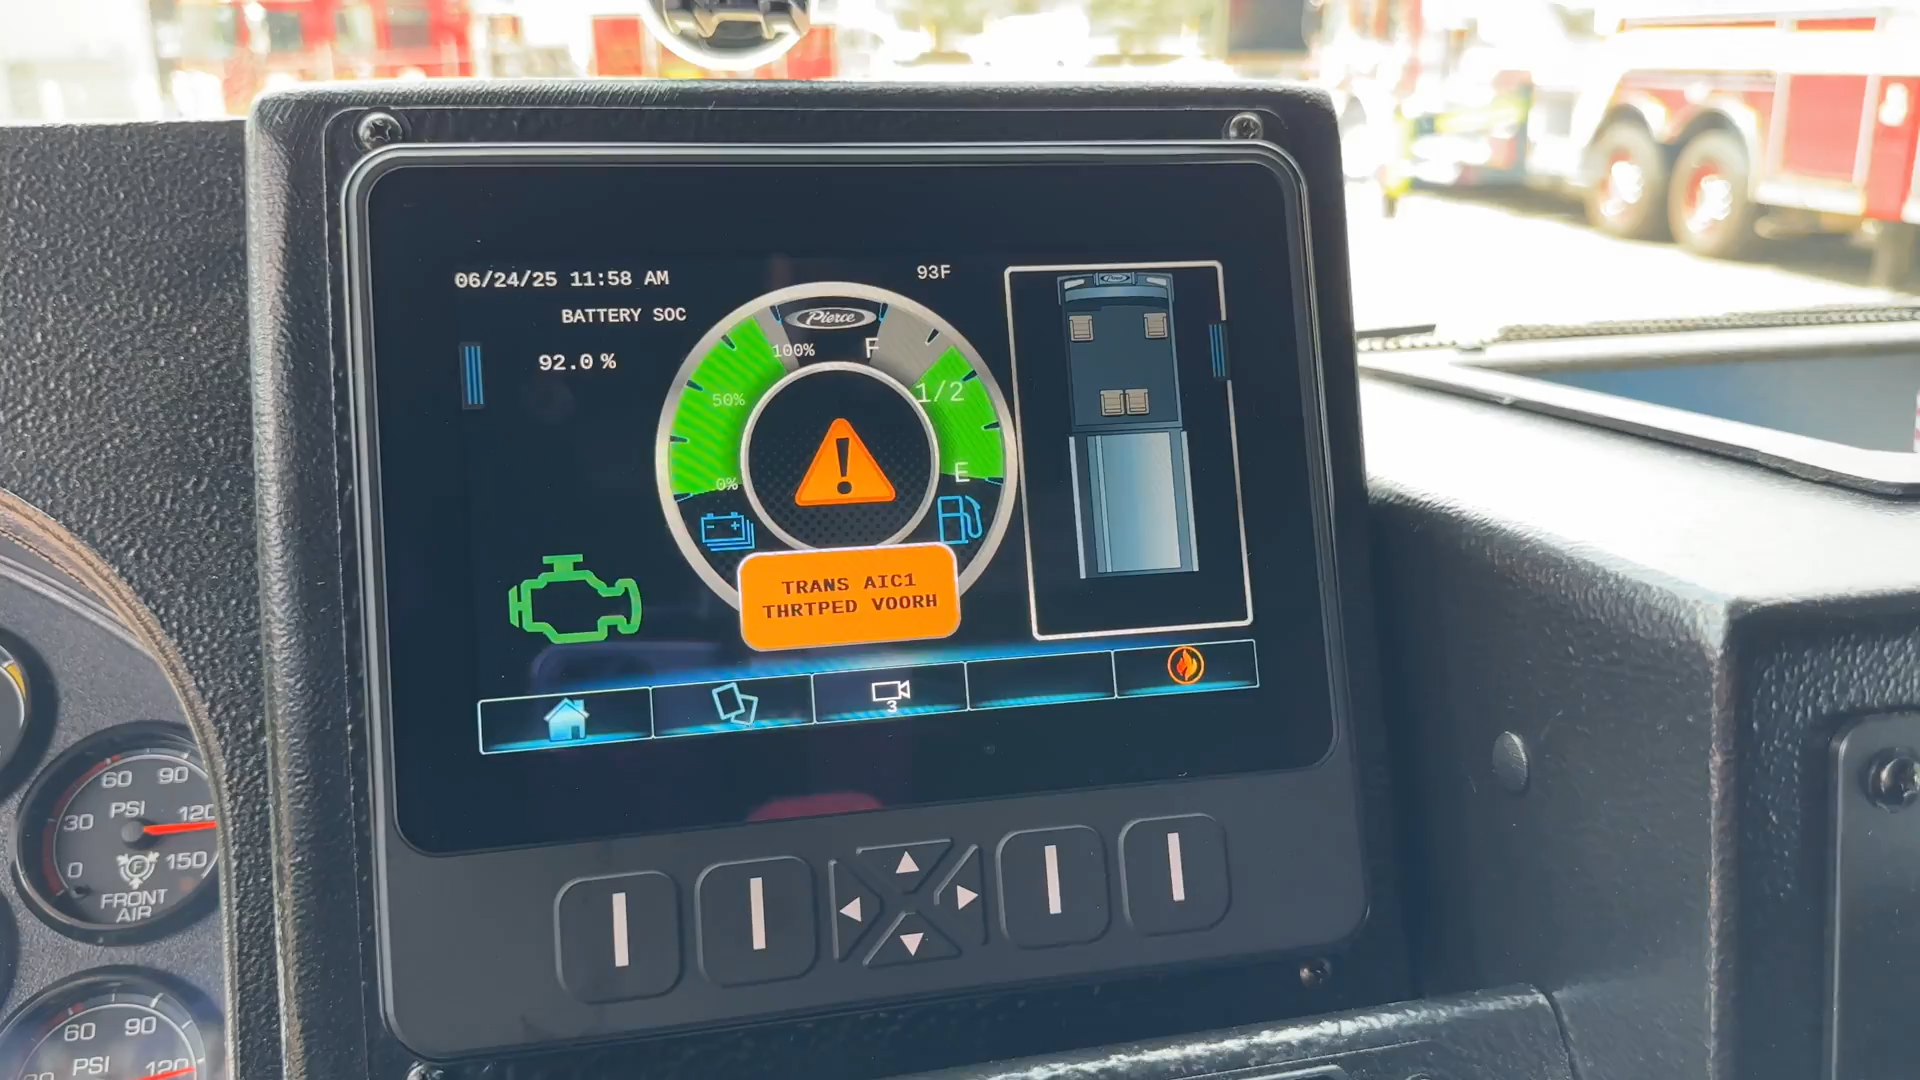 06/24/25 11:58 AM
BATTERY SOC
92.0 %
93F
Pierce
100%
50%
0%
F
1/2
E
TRANS AIC1
THRTPED VOORH
3
60 90
PSI
30 120
0 150
F
FRONT
AIR
60 90
PSI
120